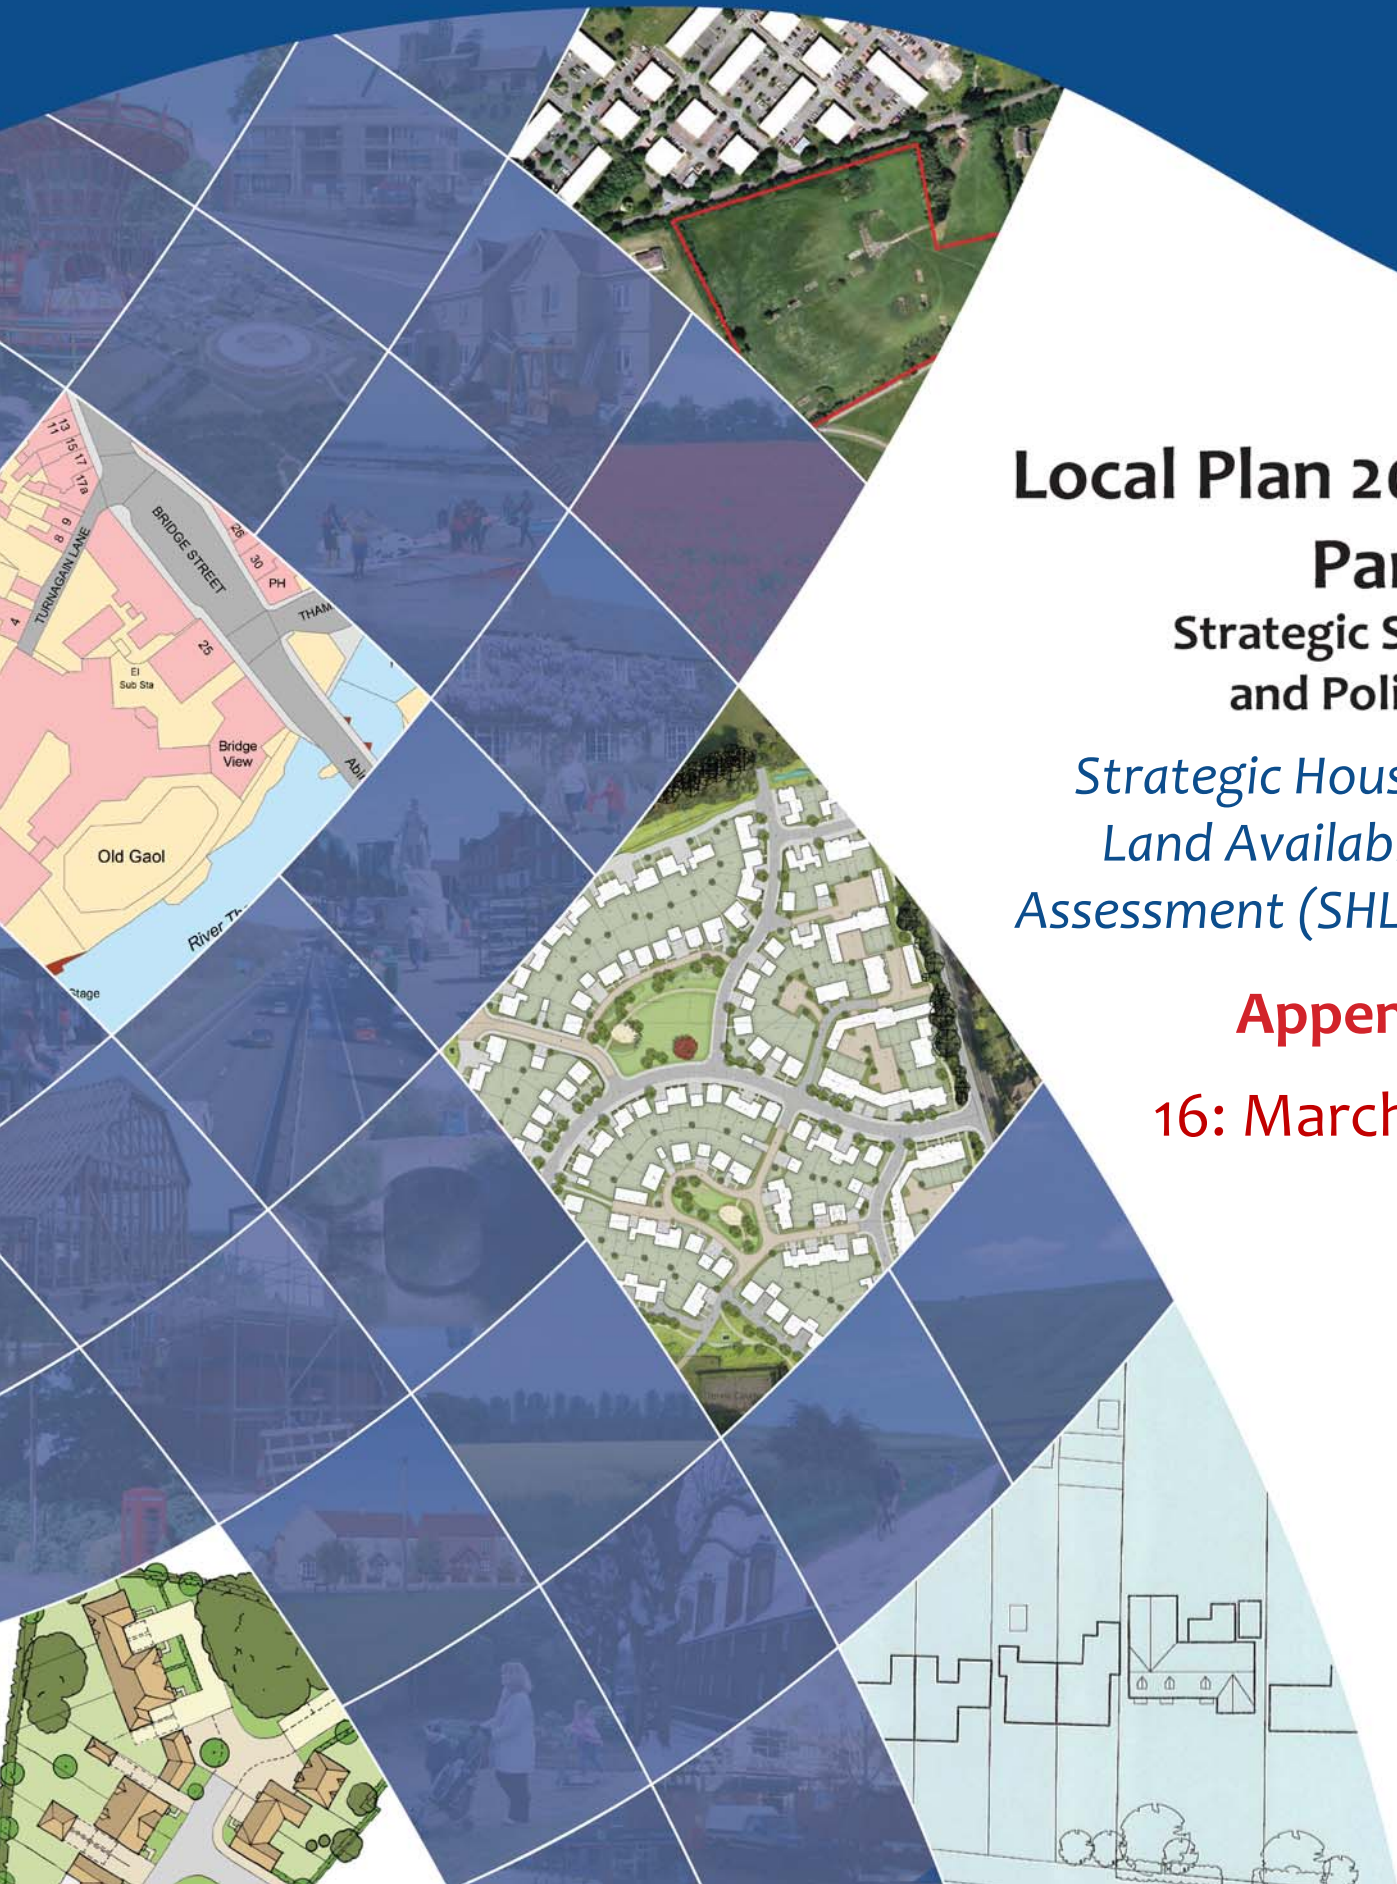 Local Plan 20
Par
Strategic S
and Poli
Strategic Hous
Land Availab
Assessment (SHL
Appen
16: March
13
11
15
17
17a
9
8
4
TURNAGAIN LANE
BRIDGE STREET
26
30
PH
THAM
25
El
Sub Sta
Bridge
View
Abi
Old Gaol
River Th
Stage